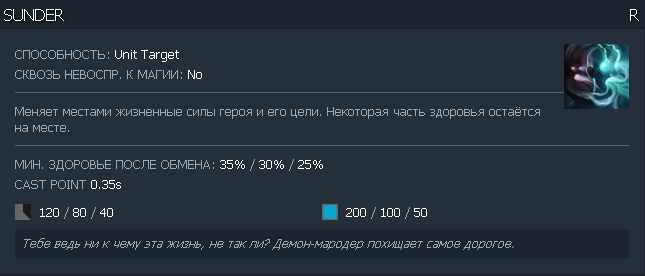 SUNDER R
СПОСОБНОСТЬ: Unit Target
СКВОЗЬ НЕВОСПР. К МАГИИ: No
Меняет местами жизненные силы героя и его цели. Некоторая часть здоровья остаётся
на месте.
МИН. ЗДОРОВЬЕ ПОСЛЕ ОБМЕНА: 35% / 30% / 25%
CAST POINT 0.35s
120 / 80 / 40 200 / 100 / 50
Тебе ведь ни к чему эта жизнь, не так ли? Демон-мародер похищает самое дорогое.